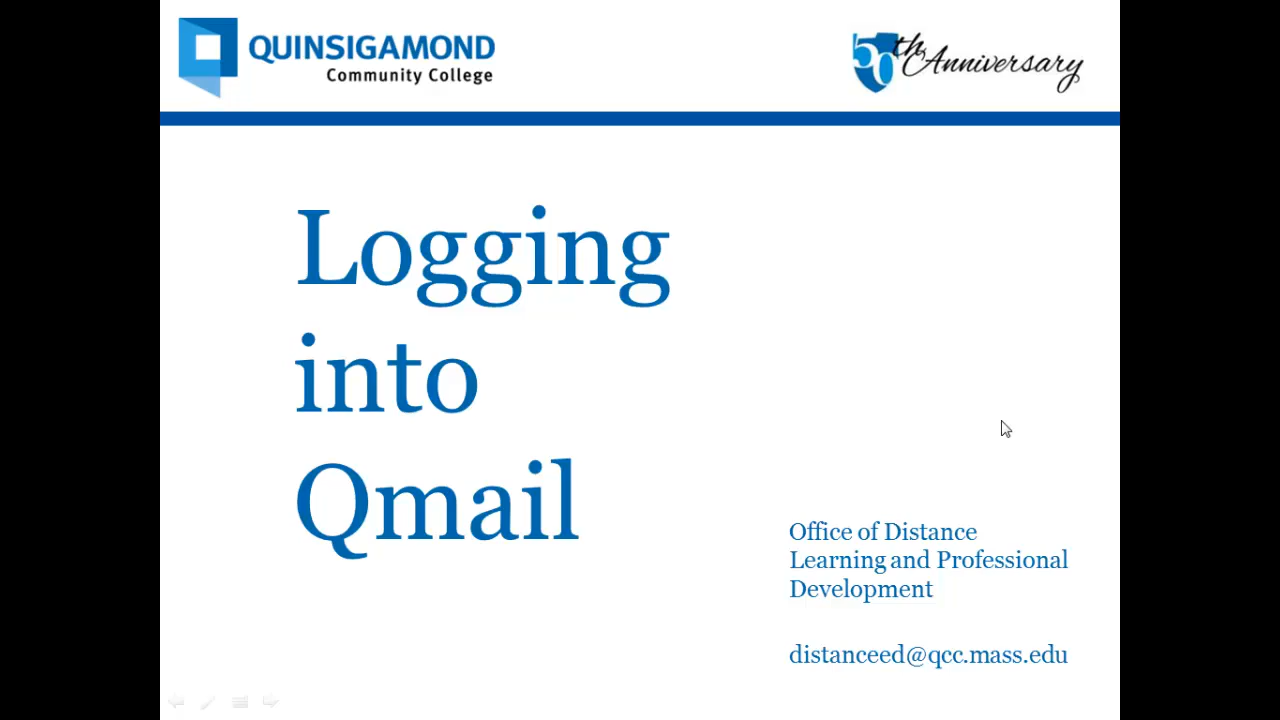 QUINSIGAMOND
Community College
50th Anniversary
Logging
into
Qmail
Office of Distance
Learning and Professional
Development
distanceed@qcc.mass.edu